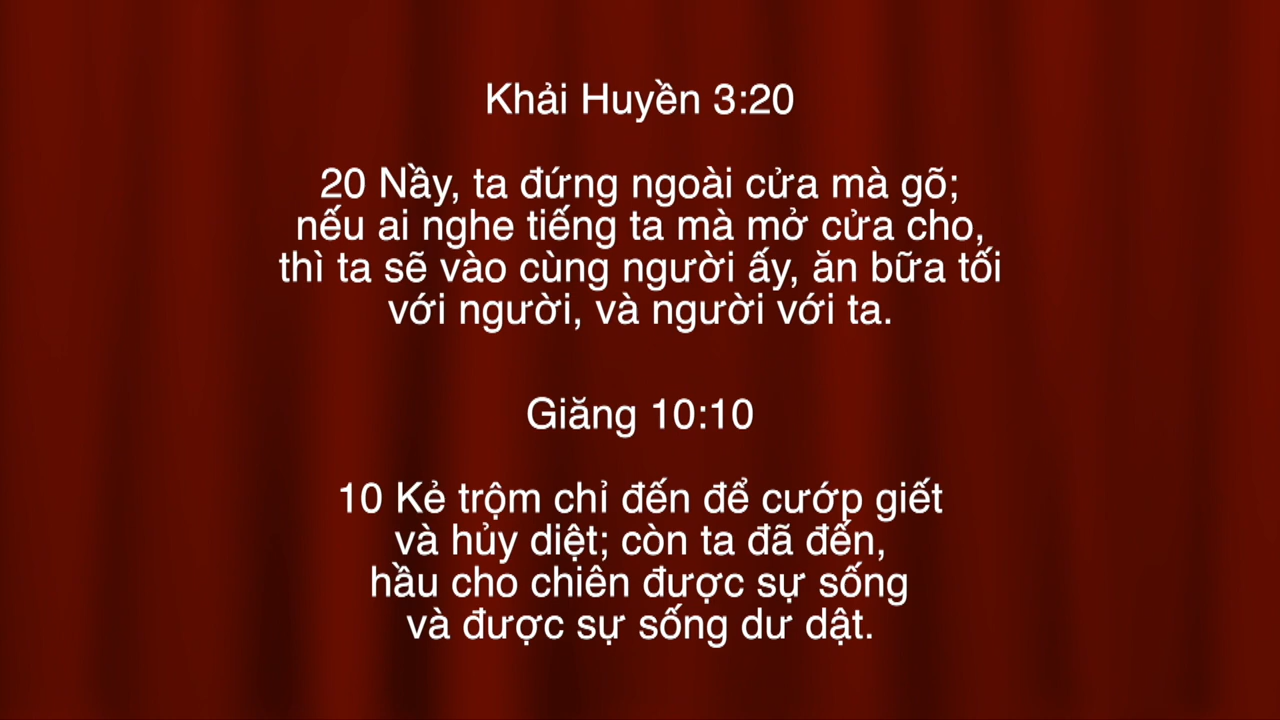 Khải Huyền 3:20
20 Nầy, ta đứng ngoài cửa mà gõ;
nếu ai nghe tiếng ta mà mở cửa cho,
thì ta sẽ vào cùng người ấy, ăn bữa tối
với người, và người với ta.
Giăng 10:10
10 Kẻ trộm chỉ đến để cướp giết
và hủy diệt; còn ta đã đến,
hầu cho chiên được sự sống
và được sự sống dư dật.